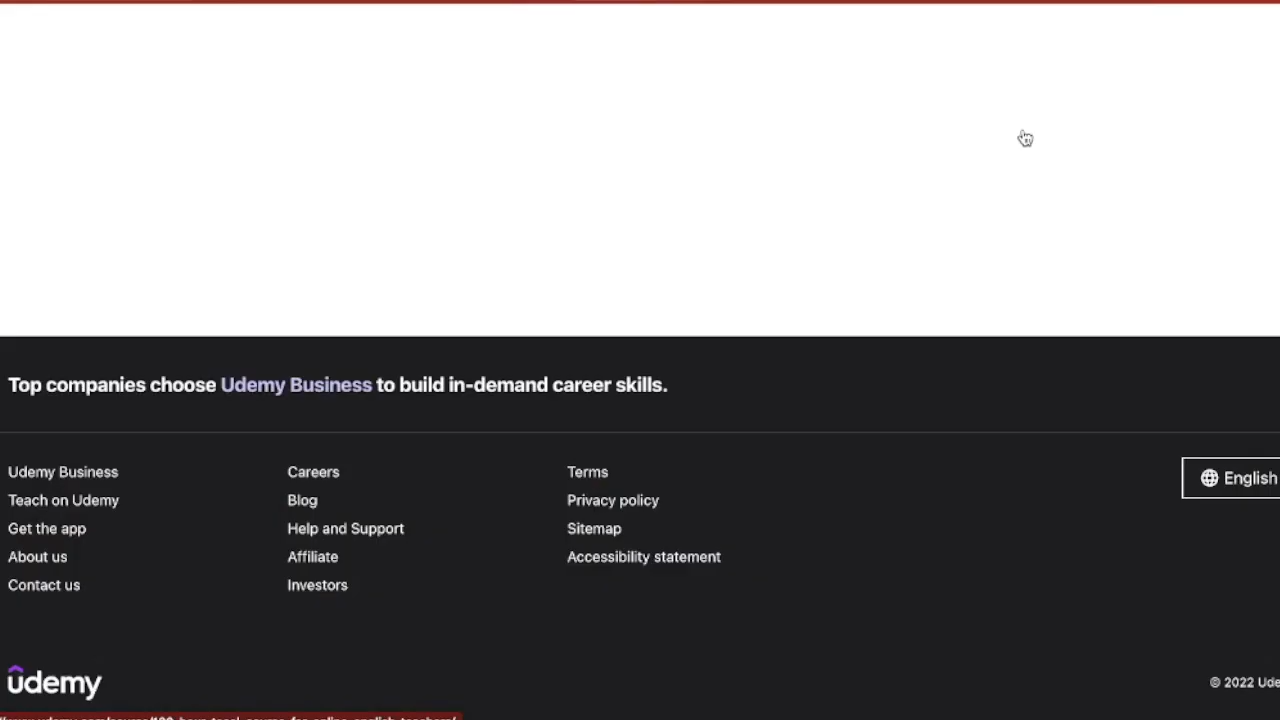 Top companies choose Udemy Business to build in-demand career skills.
Udemy Business
Teach on Udemy
Get the app
About us
Contact us
Careers
Blog
Help and Support
Affiliate
Investors
Terms
Privacy policy
Sitemap
Accessibility statement
English
udemy
© 2022 Ude